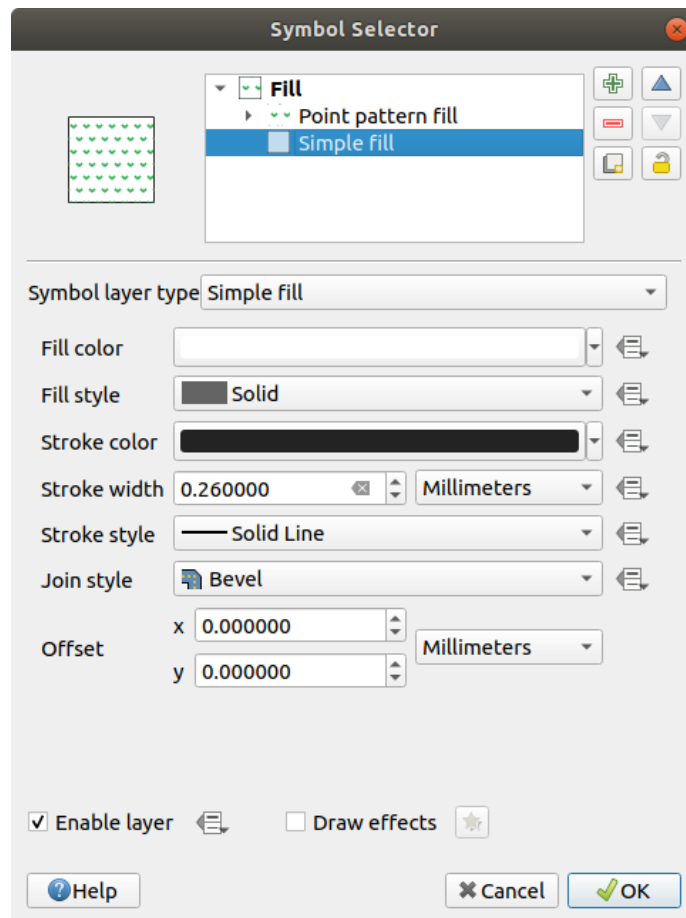 Symbol Selector
Fill
Point pattern fill
Simple fill
Symbol layer type Simple fill
Fill color
Fill style Solid
Stroke color
Stroke width 0.260000 Millimeters
Stroke style Solid Line
Join style Bevel
Offset x 0.000000 Millimeters
y 0.000000
Enable layer Draw effects
Help Cancel OK